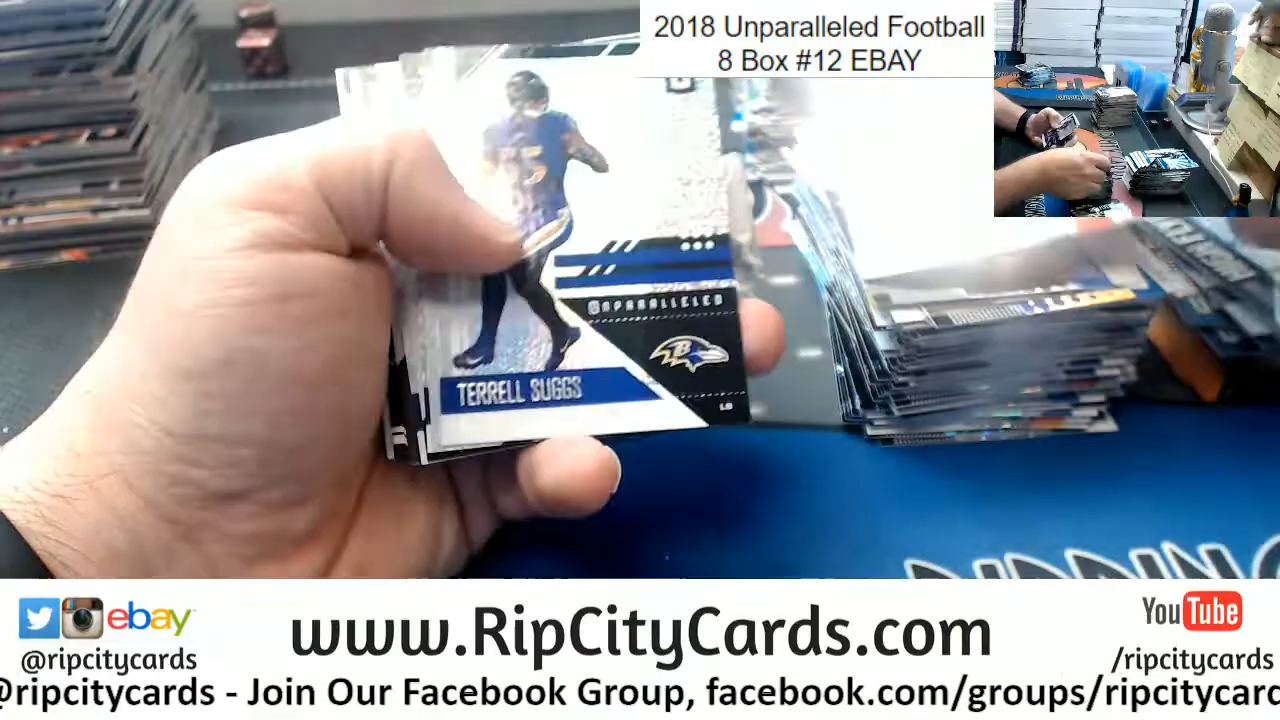 2018 Unparalleled Football
8 Box #12 EBAY
55
UNPARALLELED
TERRELL SUGGS
LB
ebay
@ripcitycards
www.RipCityCards.com
YouTube
/ripcitycards
@ripcitycards - Join Our Facebook Group, facebook.com/groups/ripcitycard